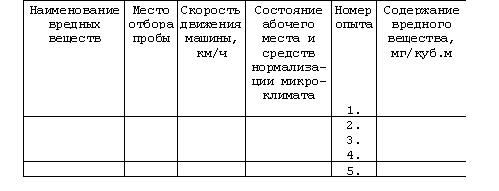 Наименование Место Скорость Состояние Номер Содержание
вредных отбора движения абочего опыта вредного
веществ пробы машины, места и вещества,
км/ч средств мг/куб.м
нормализа-
ции микро-
климата
1.
2.
3.
4.
5.